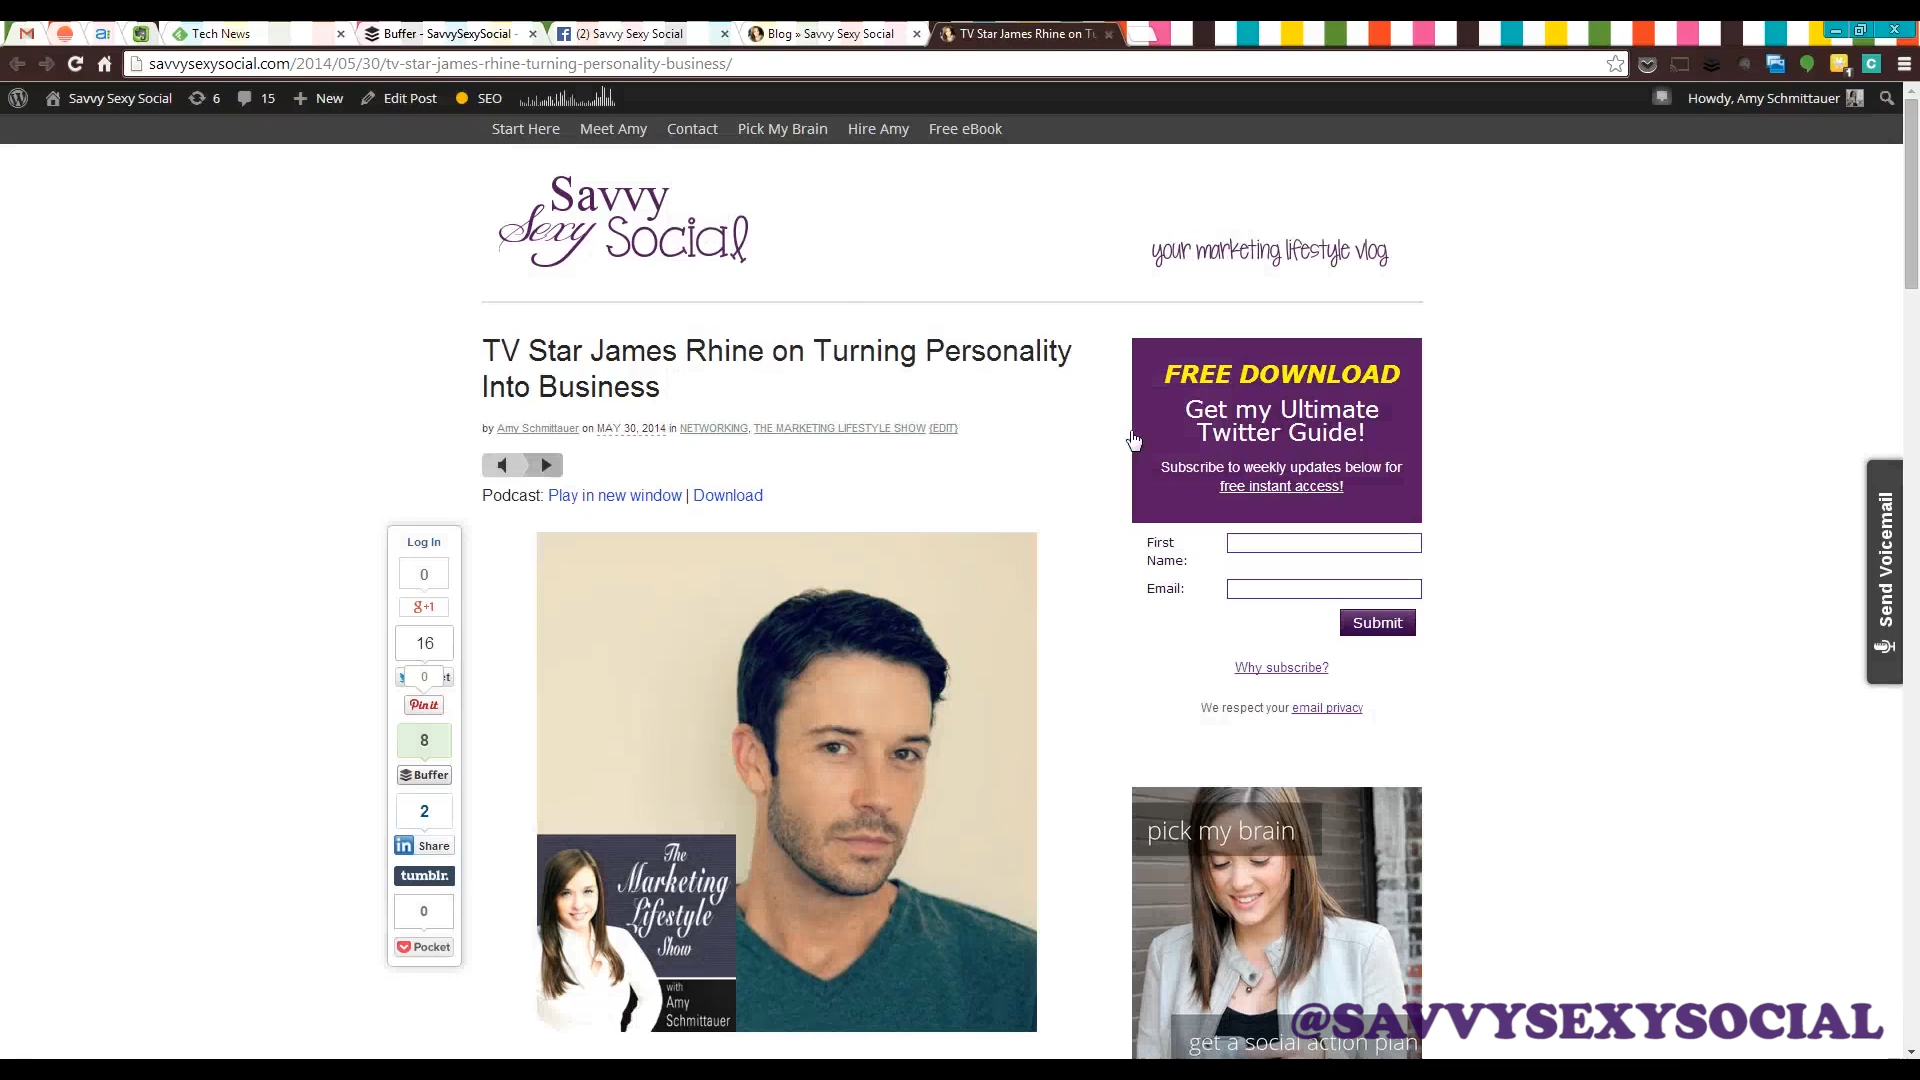 Tech News
Buffer - SavvySexySocial -
(2) Savvy Sexy Social
Blog » Savvy Sexy Social
TV Star James Rhine on Tu
savvysexysocial.com/2014/05/30/tv-star-james-rhine-turning-personality-business/
Savvy Sexy Social
6
15
New
Edit Post
SEO
Howdy, Amy Schmittauer
Start Here
Meet Amy
Contact
Pick My Brain
Hire Amy
Free eBook
Savvy
Sexy Social
your marketing lifestyle vlog
TV Star James Rhine on Turning Personality
Into Business
by Amy Schmittauer on MAY 30, 2014 in NETWORKING, THE MARKETING LIFESTYLE SHOW {EDIT}
Podcast: Play in new window | Download
Log In
0
g+1
16
0
Pin it
8
Buffer
2
in Share
tumblr.
0
Pocket
The
Marketing
Lifestyle
Show
with
Amy
Schmittauer
FREE DOWNLOAD
Get my Ultimate
Twitter Guide!
Subscribe to weekly updates below for
free instant access!
First
Name:
Email:
Submit
Why subscribe?
We respect your email privacy
pick my brain
get a social action plan
Send Voicemail
@SAVVYSEXYSOCIAL